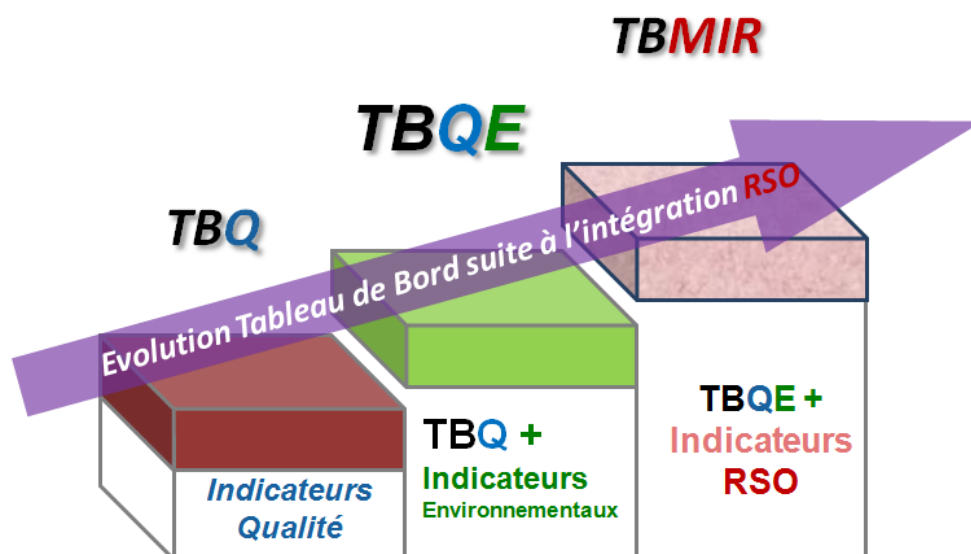 TBMIR
TBQE
TBQ
Evolution Tableau de Bord suite à l'intégration RSO
Indicateurs
Qualité
TBQ +
Indicateurs
Environnementaux
TBQE +
Indicateurs
RSO